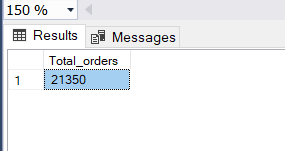 150 %
Results Messages
Total_orders
1 21350